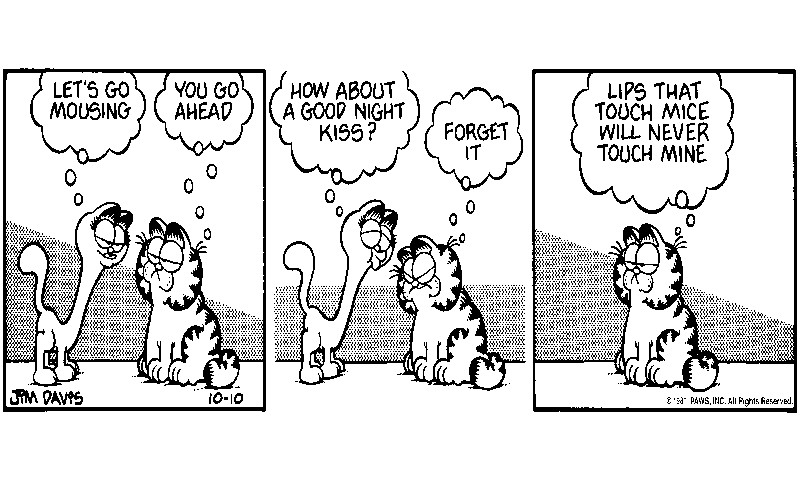 LET'S GO
MOUSING
YOU GO
AHEAD
HOW ABOUT
A GOOD NIGHT
KISS?
FORGET
IT
LIPS THAT
TOUCH MICE
WILL NEVER
TOUCH MINE
JIM DAVIS
10-10
© 1981 PAWS, INC. All Rights Reserved.